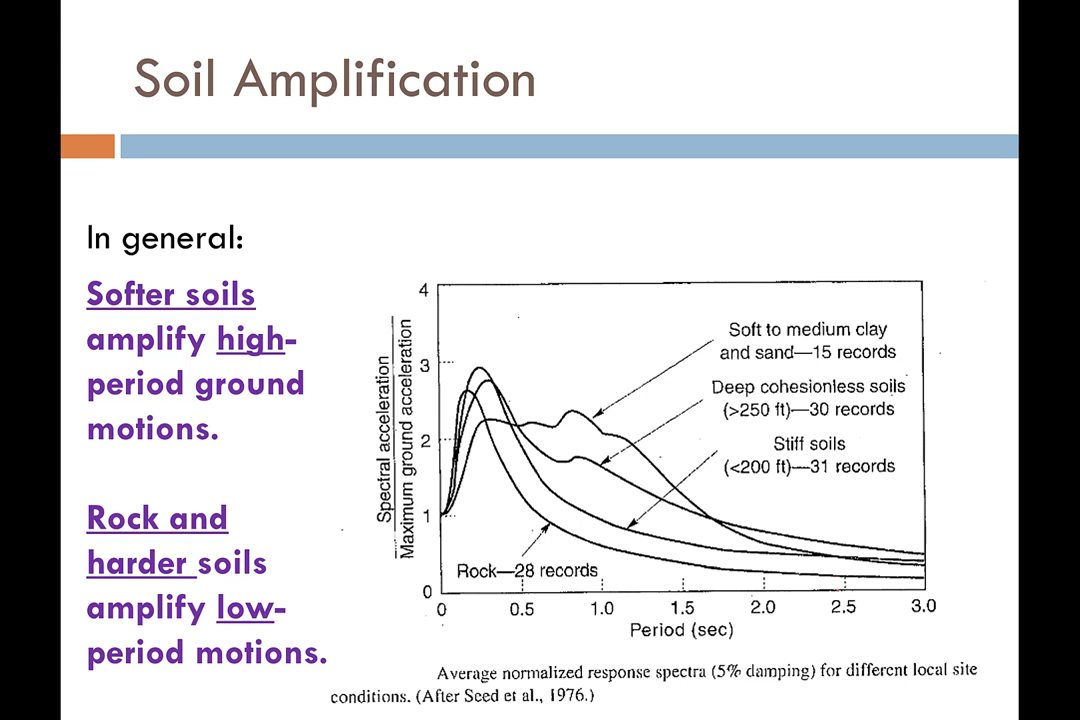 Soil Amplification
In general:
Softer soils
amplify high-
period ground
motions.
Rock and
harder soils
amplify low-
period motions.
Spectral acceleration
Maximum ground acceleration
4
3
2
1
0
Soft to medium clay
and sand—15 records
Deep cohesionless soils
(>250 ft)—30 records
Stiff soils
(<200 ft)—31 records
Rock—28 records
0 0.5 1.0 1.5 2.0 2.5 3.0
Period (sec)
Average normalized response spectra (5% damping) for different local site
conditions. (After Seed et al., 1976.)